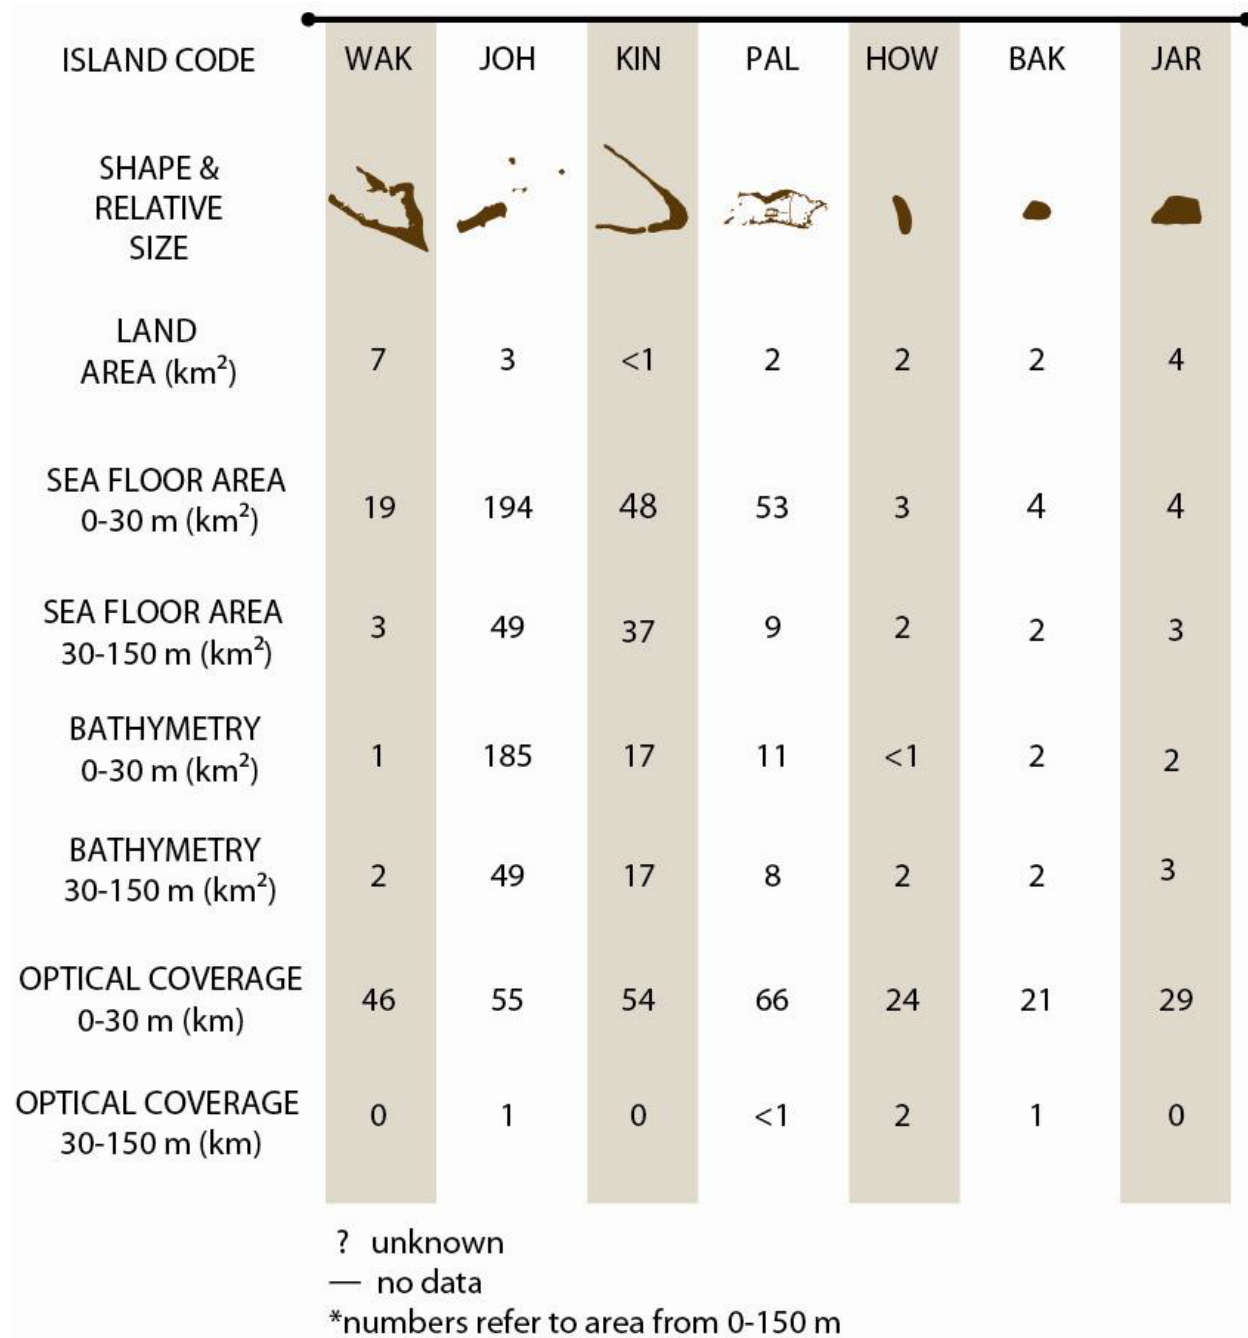 ISLAND CODE WAK JOH KIN PAL HOW BAK JAR
SHAPE &
RELATIVE
SIZE
LAND
AREA (km²) 7 3 <1 2 2 2 4
SEA FLOOR AREA
0-30 m (km²) 19 194 48 53 3 4 4
SEA FLOOR AREA
30-150 m (km²) 3 49 37 9 2 2 3
BATHYMETRY
0-30 m (km²) 1 185 17 11 <1 2 2
BATHYMETRY
30-150 m (km²) 2 49 17 8 2 2 3
OPTICAL COVERAGE
0-30 m (km) 46 55 54 66 24 21 29
OPTICAL COVERAGE
30-150 m (km) 0 1 0 <1 2 1 0
? unknown
— no data
*numbers refer to area from 0-150 m